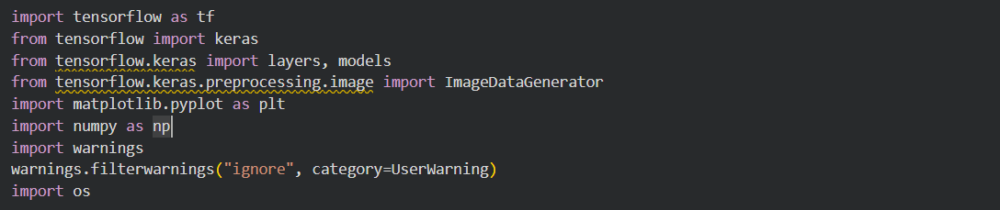 import tensorflow as tf
from tensorflow import keras
from tensorflow.keras import layers, models
from tensorflow.keras.preprocessing.image import ImageDataGenerator
import matplotlib.pyplot as plt
import numpy as np
import warnings
warnings.filterwarnings("ignore", category=UserWarning)
import os